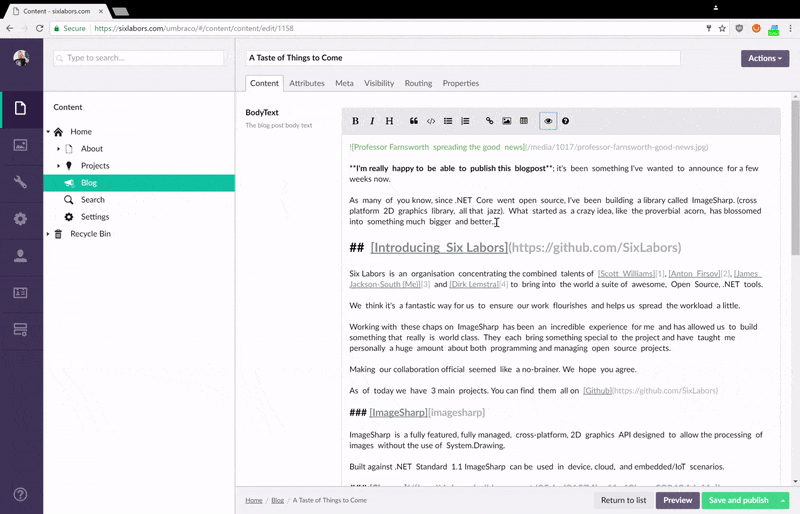 Content - sixlabors.com
Secure https://sixlabors.com/umbraco/#/content/content/edit/1158
Type to search...
A Taste of Things to Come
Actions
Content Attributes Meta Visibility Routing Properties
Content
Home
About
Projects
Blog
Search
Settings
Recycle Bin
BodyText
The blog post body text
B I H
![Professor Farnsworth spreading the good news](/media/1017/professor-farnsworth-good-news.jpg)
**I'm really happy to be able to publish this blogpost**; it's been something I've wanted to announce for a few
weeks now.
As many of you know, since .NET Core went open source, I've been building a library called ImageSharp. (cross
platform 2D graphics library, all that jazz). What started as a crazy idea, like the proverbial acorn, has blossomed
into something much bigger and better..
## [Introducing Six Labors](https://github.com/SixLabors)
Six Labors is an organisation concentrating the combined talents of [Scott Williams][1], [Anton Firsov][2], [James
Jackson-South (Me)][3] and [Dirk Lemstra][4] to bring into the world a suite of awesome, Open Source, .NET tools.
We think it's a fantastic way for us to ensure our work flourishes and helps us spread the workload a little.
Working with these chaps on ImageSharp has been an incredible experience for me and has allowed us to build
something that really is world class. They each bring something special to the project and have taught me
personally a huge amount about both programming and managing open source projects.
Making our collaboration official seemed like a no-brainer. We hope you agree.
As of today we have 3 main projects. You can find them all on [Github](https://github.com/SixLabors)
### [ImageSharp][imagesharp]
ImageSharp is a fully featured, fully managed, cross-platform, 2D graphics API designed to allow the processing of
images without the use of System.Drawing.
Built against .NET Standard 1.1 ImageSharp can be used in device, cloud, and embedded/IoT scenarios.
Home / Blog / A Taste of Things to Come
Return to list
Preview
Save and publish